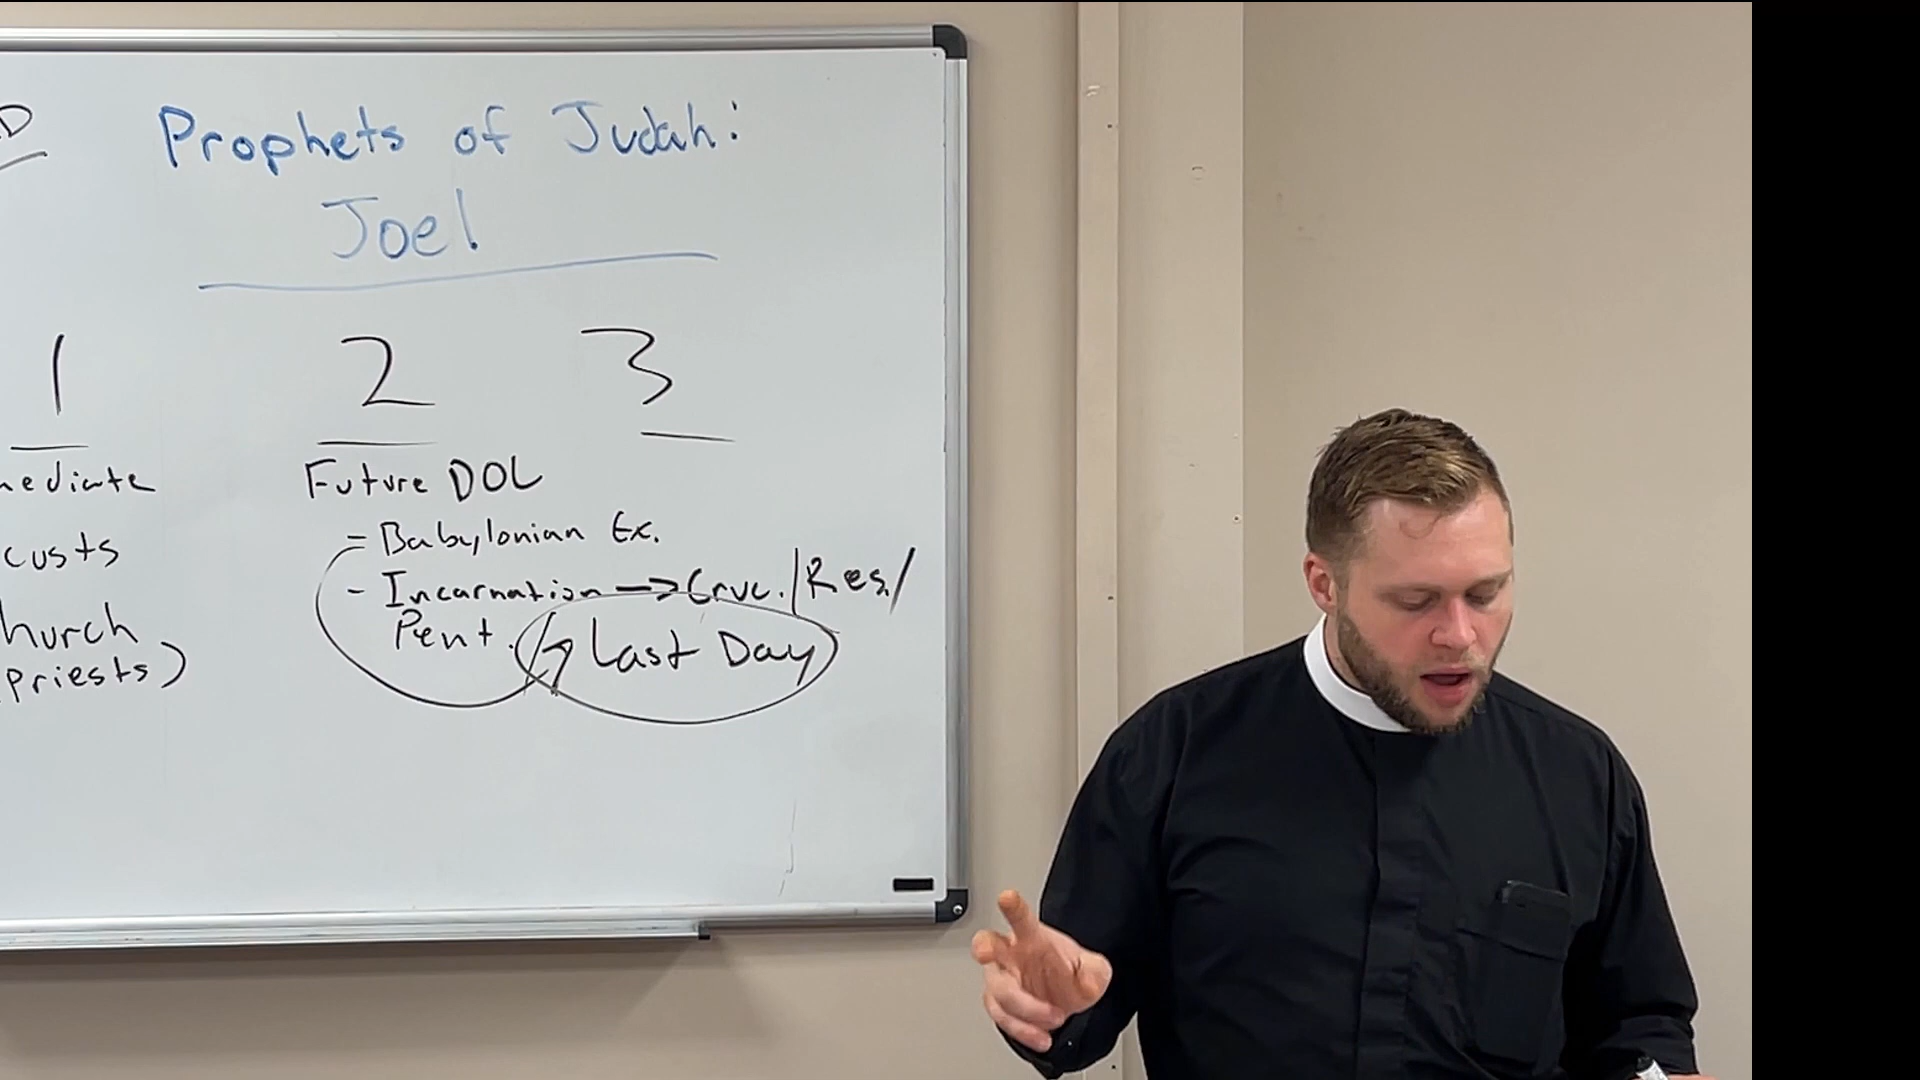 D
Prophets of Judah:
Joel
1 2 3
mediate
Future DOL
custs
= Babylonian Ex.
- Incarnation → Cruc./Res./
Pent. / Last Day
hurch
priests)